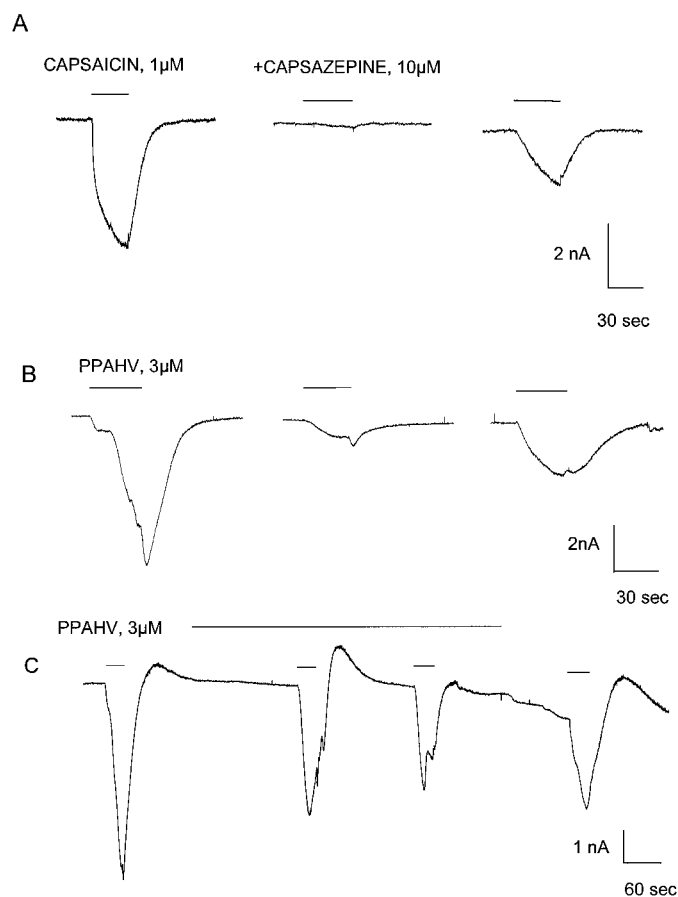 A
CAPSAICIN, 1µM
+CAPSAZEPINE, 10µM
2 nA
30 sec
B
PPAHV, 3µM
2nA
30 sec
PPAHV, 3µM
C
1 nA
60 sec